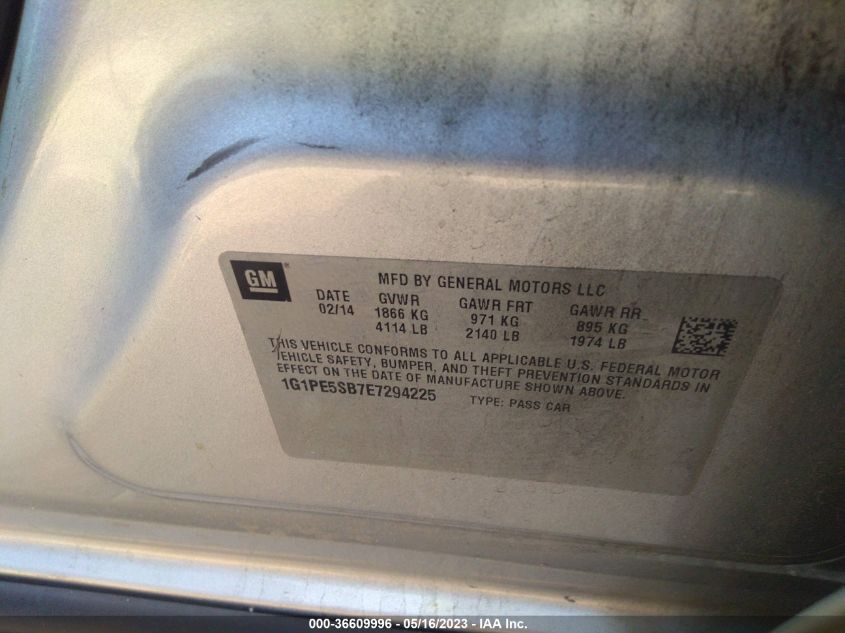 GM
MFD BY GENERAL MOTORS LLC
DATE GVWR GAWR FRT GAWR RR
02/14 1866 KG 971 KG 895 KG
4114 LB 2140 LB 1974 LB
THIS VEHICLE CONFORMS TO ALL APPLICABLE U.S. FEDERAL MOTOR
VEHICLE SAFETY, BUMPER, AND THEFT PREVENTION STANDARDS IN
EFFECT ON THE DATE OF MANUFACTURE SHOWN ABOVE.
1G1PE5SB7E7294225 TYPE: PASS CAR
000-36609996 - 05/16/2023 - IAA Inc.